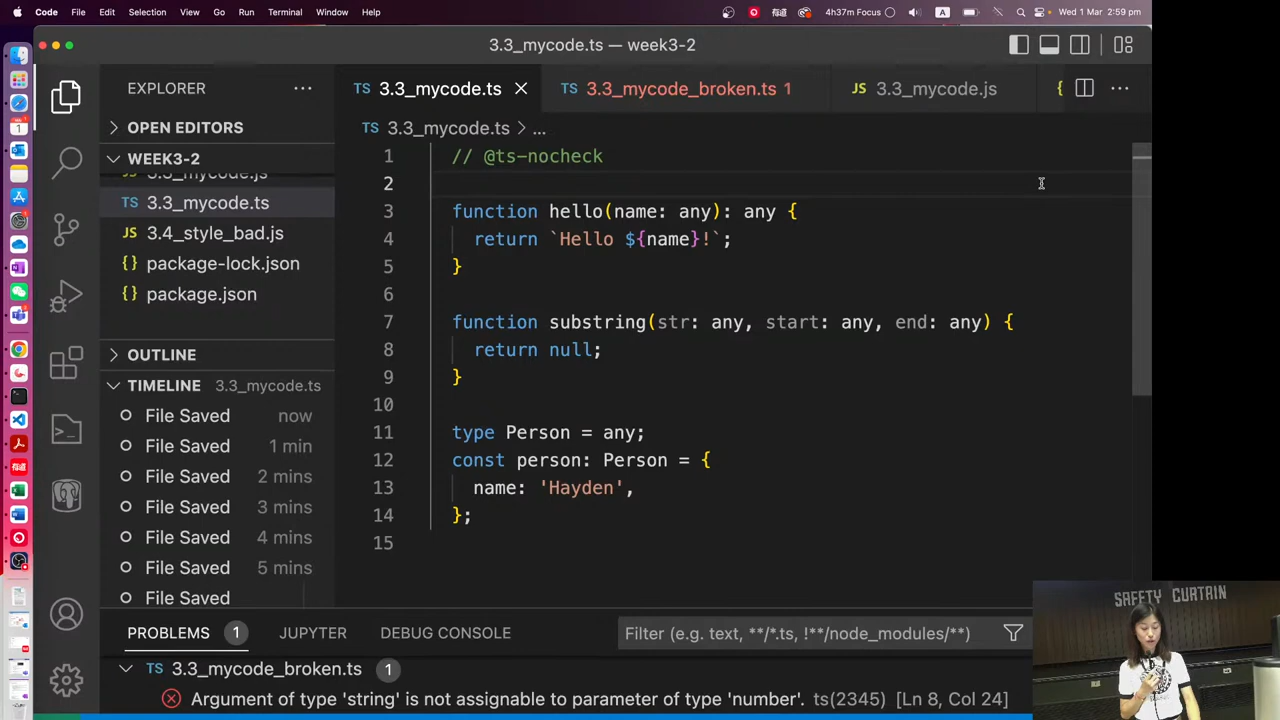 Code File Edit Selection View Go Run Terminal Window Help 4h37m Focus A Wed 1 Mar 2:59 pm
3.3_mycode.ts — week3-2
EXPLORER ...
TS 3.3_mycode.ts
TS 3.3_mycode_broken.ts 1
JS 3.3_mycode.js
{ ...
OPEN EDITORS
TS 3.3_mycode.ts > ...
WEEK3-2
3.3_mycode.js
TS 3.3_mycode.ts
JS 3.4_style_bad.js
{} package-lock.json
{} package.json
OUTLINE
TIMELINE 3.3_mycode.ts
File Saved now
File Saved 1 min
File Saved 2 mins
File Saved 3 mins
File Saved 4 mins
File Saved 5 mins
File Saved
1 // @ts-nocheck
2
3 function hello(name: any): any {
4 return `Hello ${name}!`;
5 }
6
7 function substring(str: any, start: any, end: any) {
8 return null;
9 }
10
11 type Person = any;
12 const person: Person = {
13 name: 'Hayden',
14 };
15
PROBLEMS 1 JUPYTER DEBUG CONSOLE Filter (e.g. text, **/*.ts, !**/node_modules/**)
TS 3.3_mycode_broken.ts 1
Argument of type 'string' is not assignable to parameter of type 'number'. ts(2345) [Ln 8, Col 24]
SAFETY CURTAIN